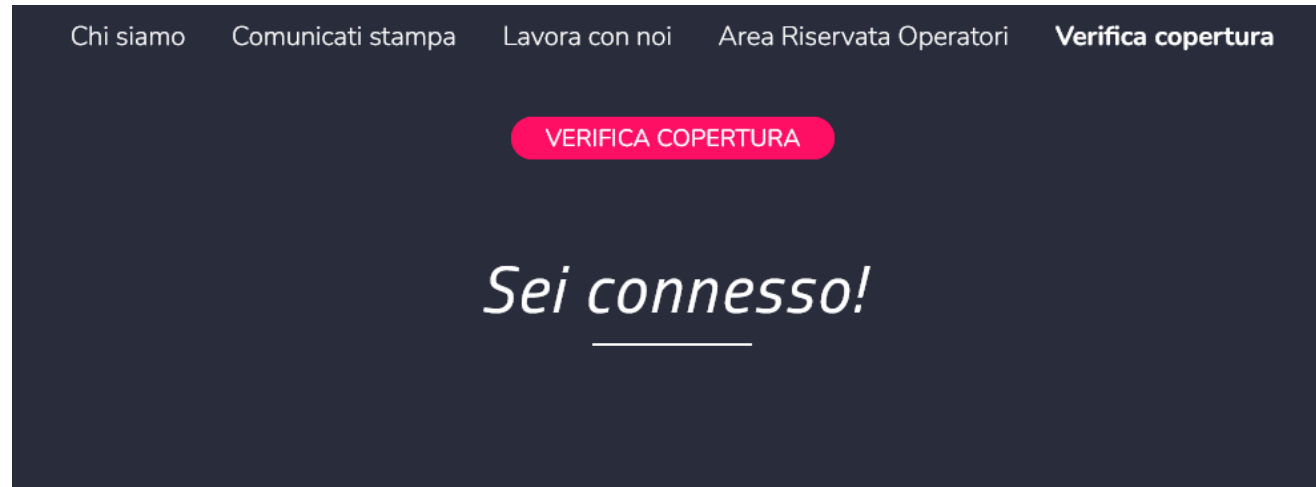 Chi siamo Comunicati stampa Lavora con noi Area Riservata Operatori Verifica copertura
VERIFICA COPERTURA
Sei connesso!